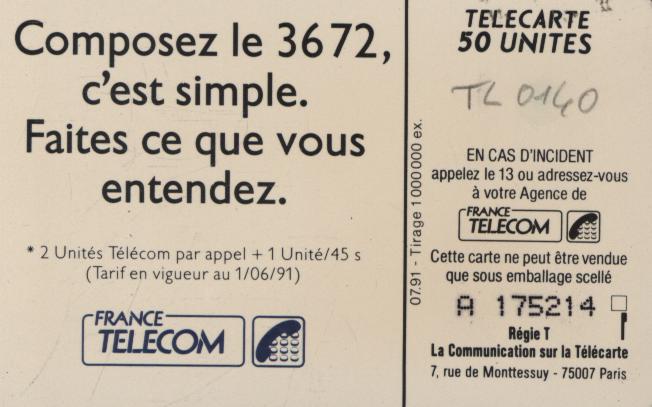 Composez le 3672,
c'est simple.
Faites ce que vous
entendez.
* 2 Unités Télécom par appel + 1 Unité/45 s
(Tarif en vigueur au 1/06/91)
FRANCE
TELECOM
07.91 - Tirage 1 000 000 ex.
TELECARTE
50 UNITES
TL 0140
EN CAS D'INCIDENT
appelez le 13 ou adressez-vous
à votre Agence de
FRANCE
TELECOM
Cette carte ne peut être vendue
que sous emballage scellé
A 175214
Régie T
La Communication sur la Télécarte
7, rue de Monttessuy - 75007 Paris